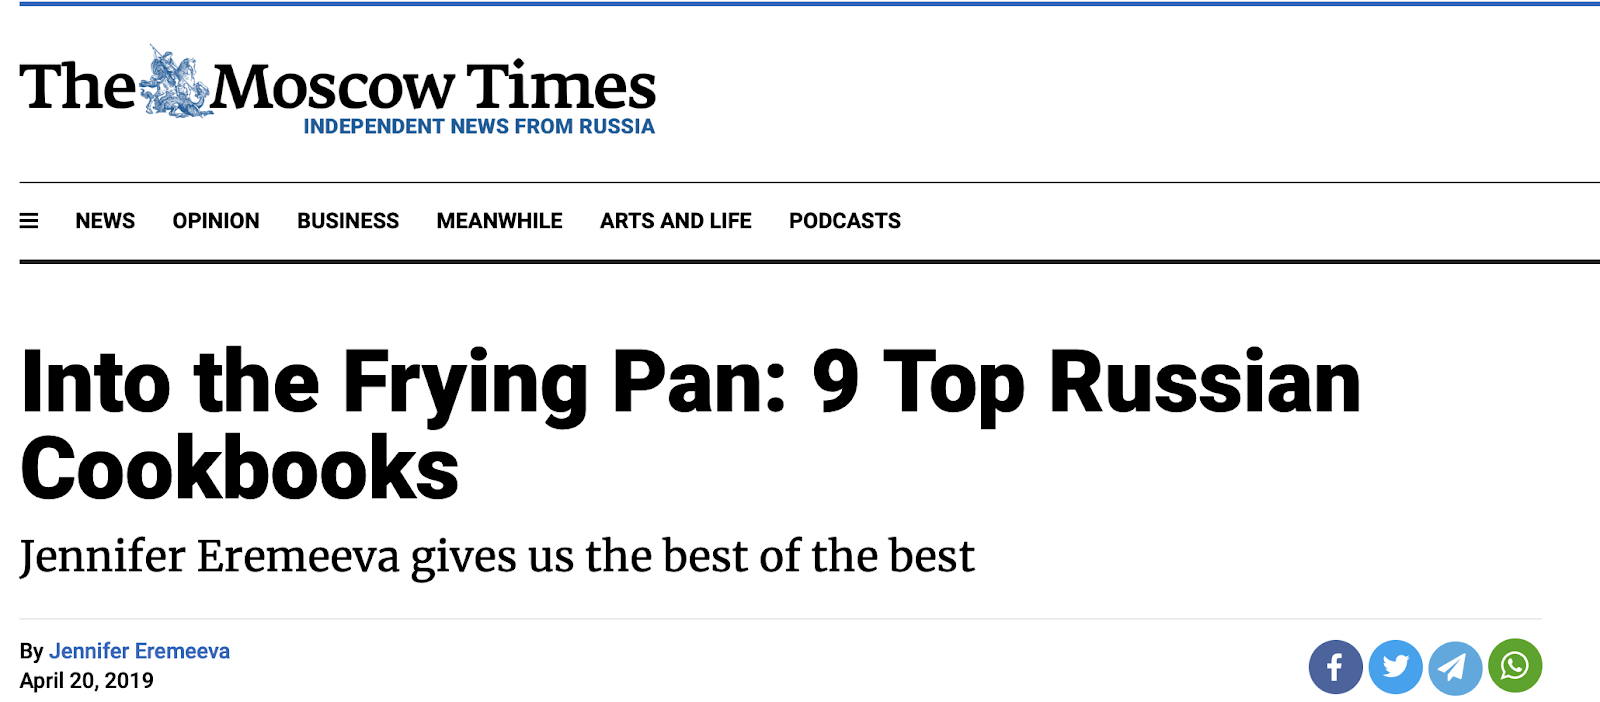 The Moscow Times
INDEPENDENT NEWS FROM RUSSIA
NEWS OPINION BUSINESS MEANWHILE ARTS AND LIFE PODCASTS
Into the Frying Pan: 9 Top Russian
Cookbooks
Jennifer Eremeeva gives us the best of the best
By Jennifer Eremeeva
April 20, 2019